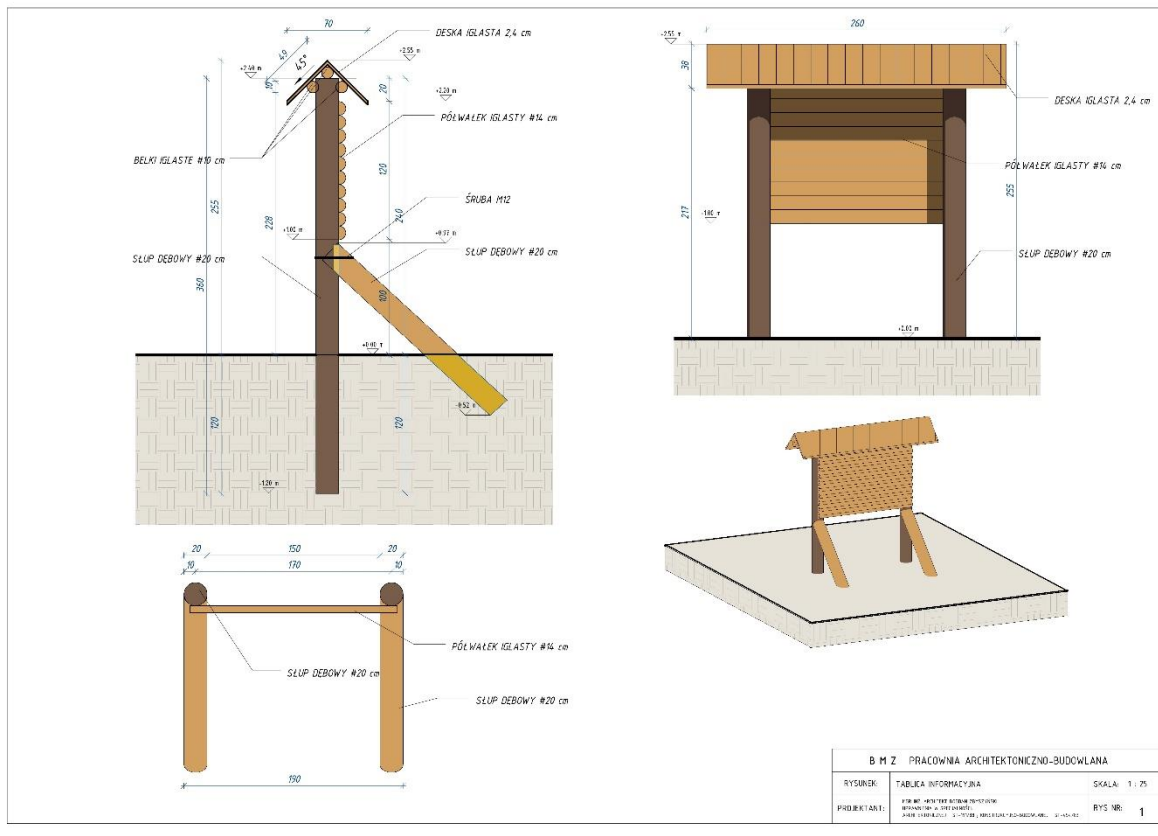 70
DESKA IGLASTA 2,4 cm
49
45°
+2.55 m
+2.40 m
10
20
+2.20 m
PÓŁWAŁEK IGLASTY #14 cm
BELKI IGLASTE #10 cm
120
255
ŚRUBA M12
228
240
+1.00 m
SŁUP DĘBOWY #20 cm
SŁUP DĘBOWY #20 cm
360
100
±0.00 m
-0.52 m
120
120
-1.20 m
260
+2.55 m
38
DESKA IGLASTA 2,4 cm
PÓŁWAŁEK IGLASTY #14 cm
255
217
SŁUP DĘBOWY #20 cm
±0.00 m
20
150
20
10
170
10
PÓŁWAŁEK IGLASTY #14 cm
SŁUP DĘBOWY #20 cm
SŁUP DĘBOWY #20 cm
190
B M Z PRACOWNIA ARCHITEKTONICZNO-BUDOWLANA
RYSUNEK: TABLICA INFORMACYJNA SKALA: 1 : 25
PROJEKTANT: RYS NR: 1